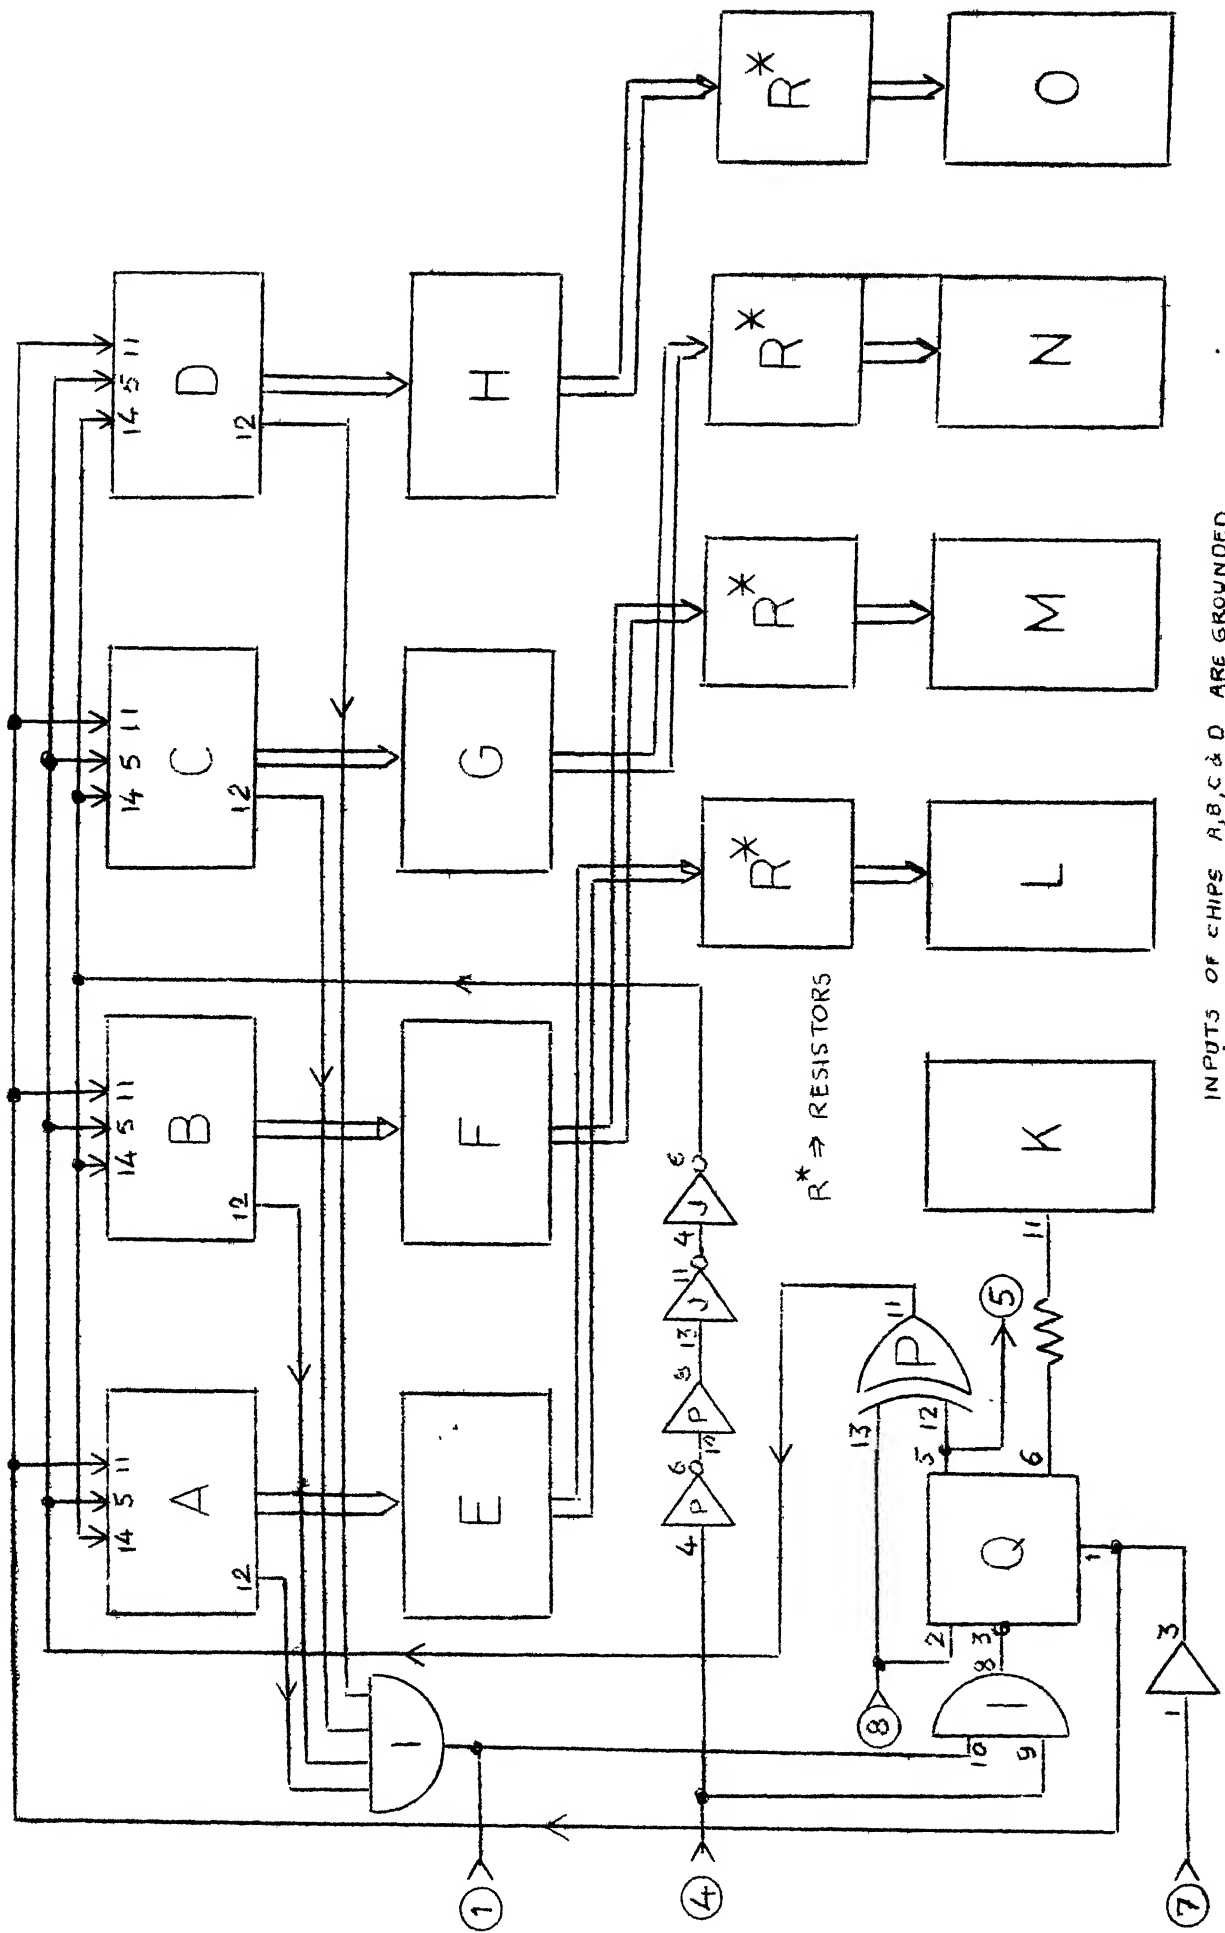 14 5 11
A
12
14 5 11
B
12
14 5 11
C
12
14 5 11
D
12
E
F
G
H
I
1
4
4 P 6
P 8
13 J 11
4 J 6
R*
R*
R*
R*
R* ⇒ RESISTORS
L
M
N
O
8
13
12
P
11
5
10
9
I
8
2
3
Q
5
6
1
11
K
7
1
3
INPUTS OF CHIPS A,B,C & D ARE GROUNDED